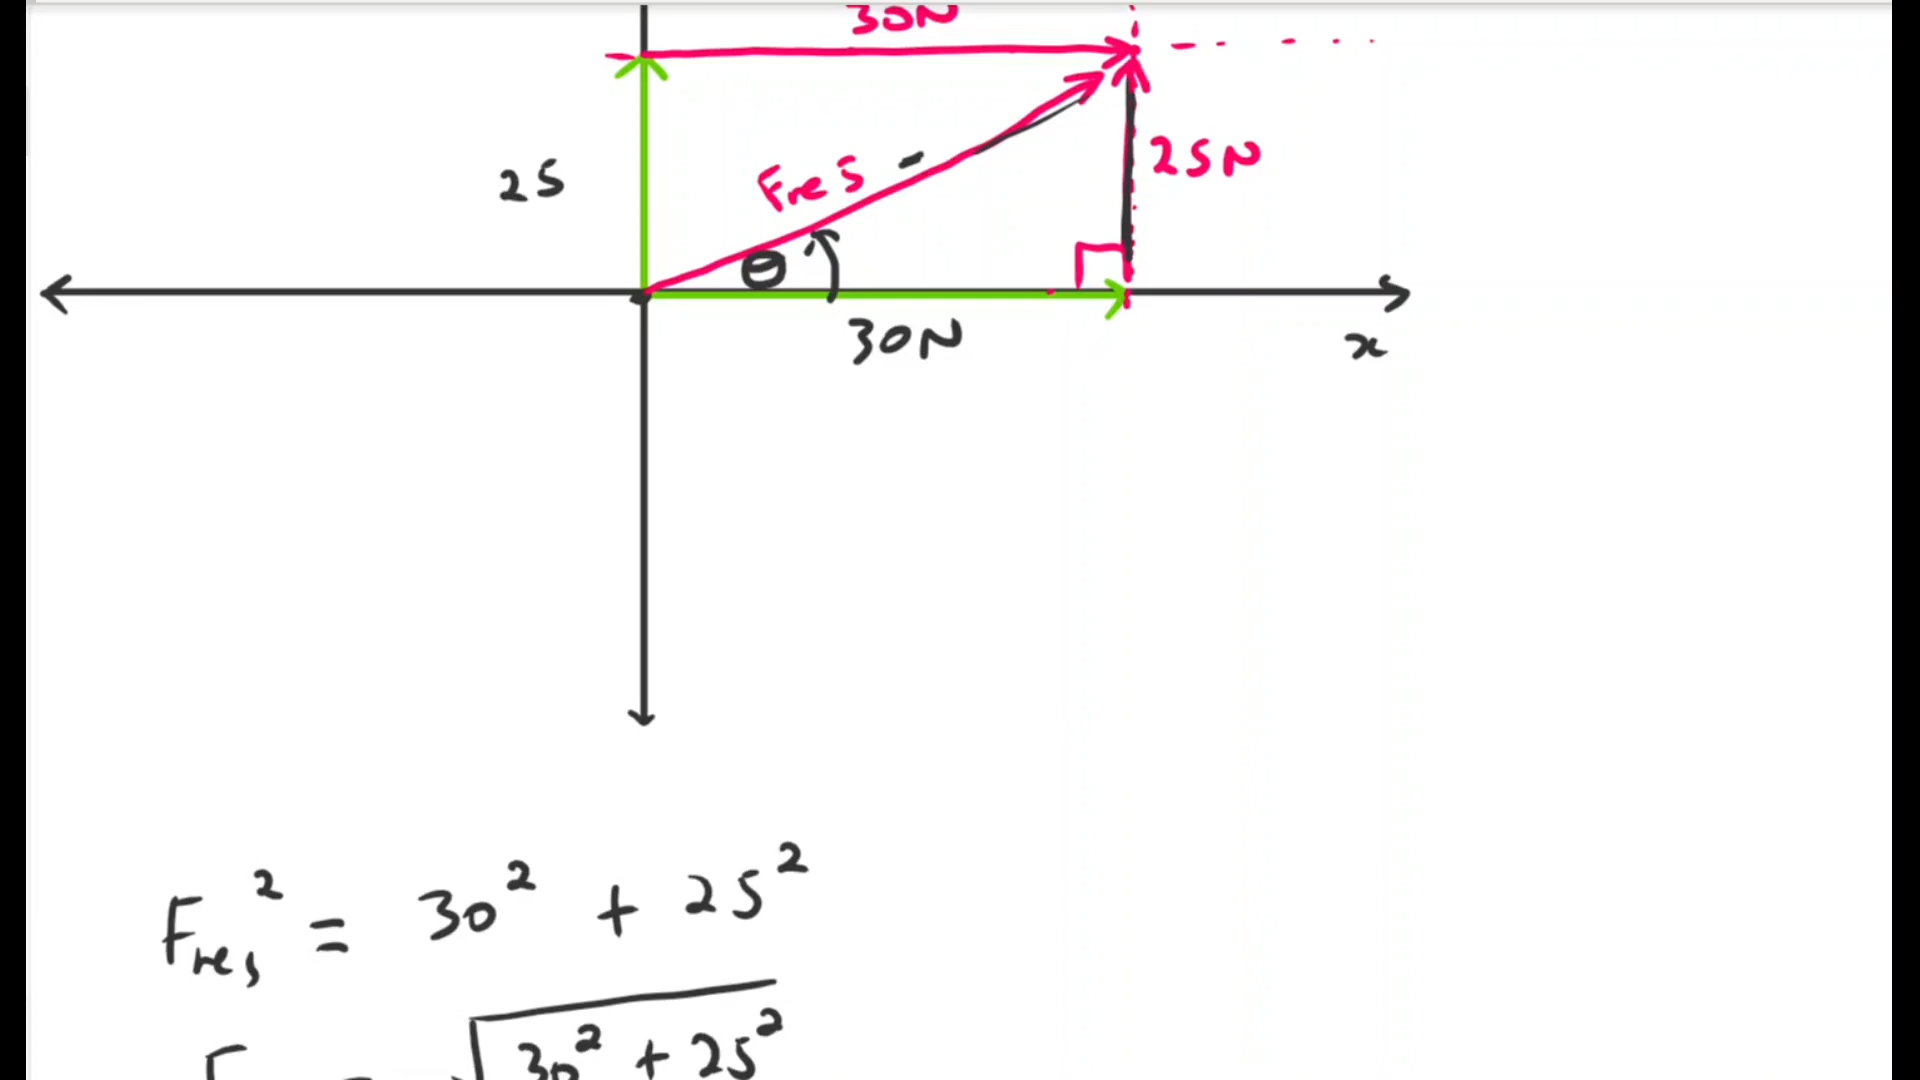 30N
25
Fres
25N
θ
30N
x
Fres² = 30² + 25²
√30² + 25²